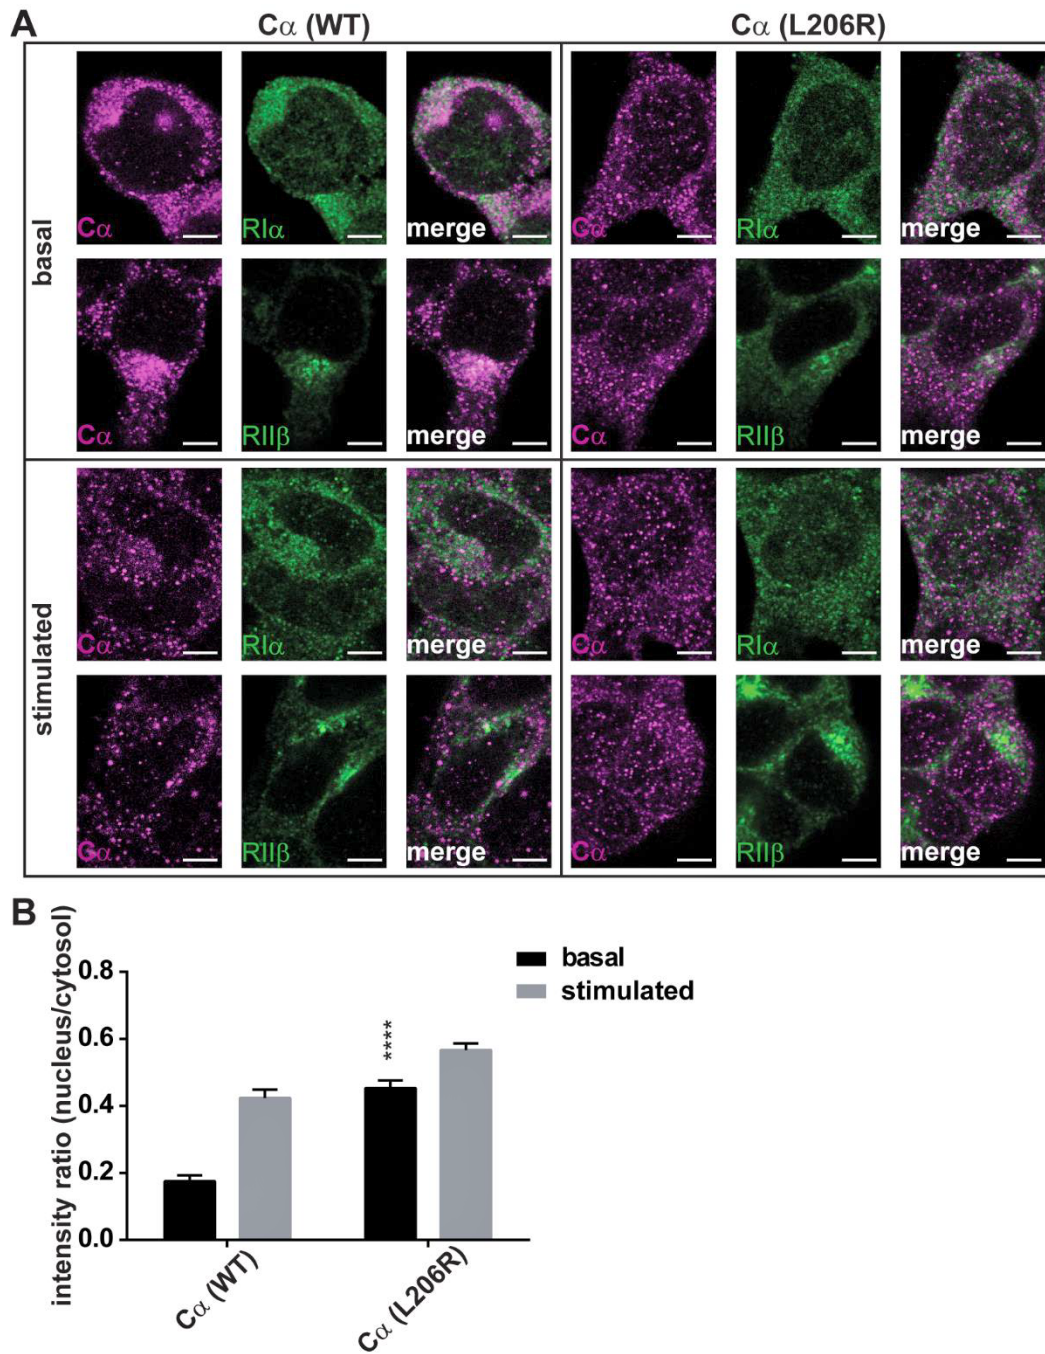 A
Cα (WT)
Cα (L206R)
basal
Cα
RIα
merge
Cα
RIα
merge
Cα
RIIβ
merge
Cα
RIIβ
merge
stimulated
Cα
RIα
merge
Cα
RIα
merge
Cα
RIIβ
merge
Cα
RIIβ
merge
B
intensity ratio (nucleus/cytosol)
basal
stimulated
0.8
0.6
0.4
0.2
0.0
****
Cα (WT)
Cα (L206R)